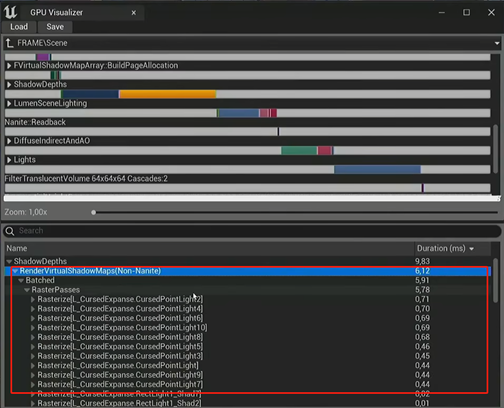 GPU Visualizer
Load Save
FRAME\Scene
FVirtualShadowMapArray::BuildPageAllocation
ShadowDepths
LumenSceneLighting
Nanite::Readback
DiffuseIndirectAndAO
Lights
FilterTranslucentVolume 64x64x64 Cascades:2
Zoom: 1,00x
Search
Name Duration (ms)
ShadowDepths 9,83
RenderVirtualShadowMaps(Non-Nanite) 6,12
Batched 5,91
RasterPasses 5,78
Rasterize[L_CursedExpanse.CursedPointLight2] 0,71
Rasterize[L_CursedExpanse.CursedPointLight4] 0,70
Rasterize[L_CursedExpanse.CursedPointLight6] 0,69
Rasterize[L_CursedExpanse.CursedPointLight10] 0,69
Rasterize[L_CursedExpanse.CursedPointLight8] 0,68
Rasterize[L_CursedExpanse.CursedPointLight5] 0,46
Rasterize[L_CursedExpanse.CursedPointLight3] 0,45
Rasterize[L_CursedExpanse.CursedPointLight] 0,44
Rasterize[L_CursedExpanse.CursedPointLight9] 0,44
Rasterize[L_CursedExpanse.CursedPointLight7] 0,44
Rasterize[L_CursedExpanse.RectLight1_Shad7] 0,02
Rasterize[L_CursedExpanse.RectLight1_Shad2] 0,01